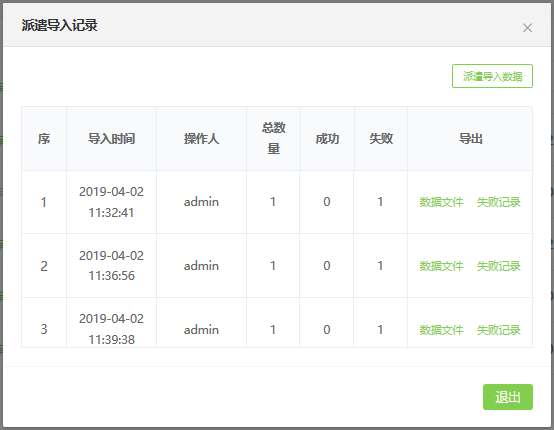 派遣导入记录
派遣导入数据
序 导入时间 操作人 总数量 成功 失败 导出
1 2019-04-02 11:32:41 admin 1 0 1 数据文件 失败记录
2 2019-04-02 11:36:56 admin 1 0 1 数据文件 失败记录
3 2019-04-02 11:39:38 admin 1 0 1 数据文件 失败记录
退出